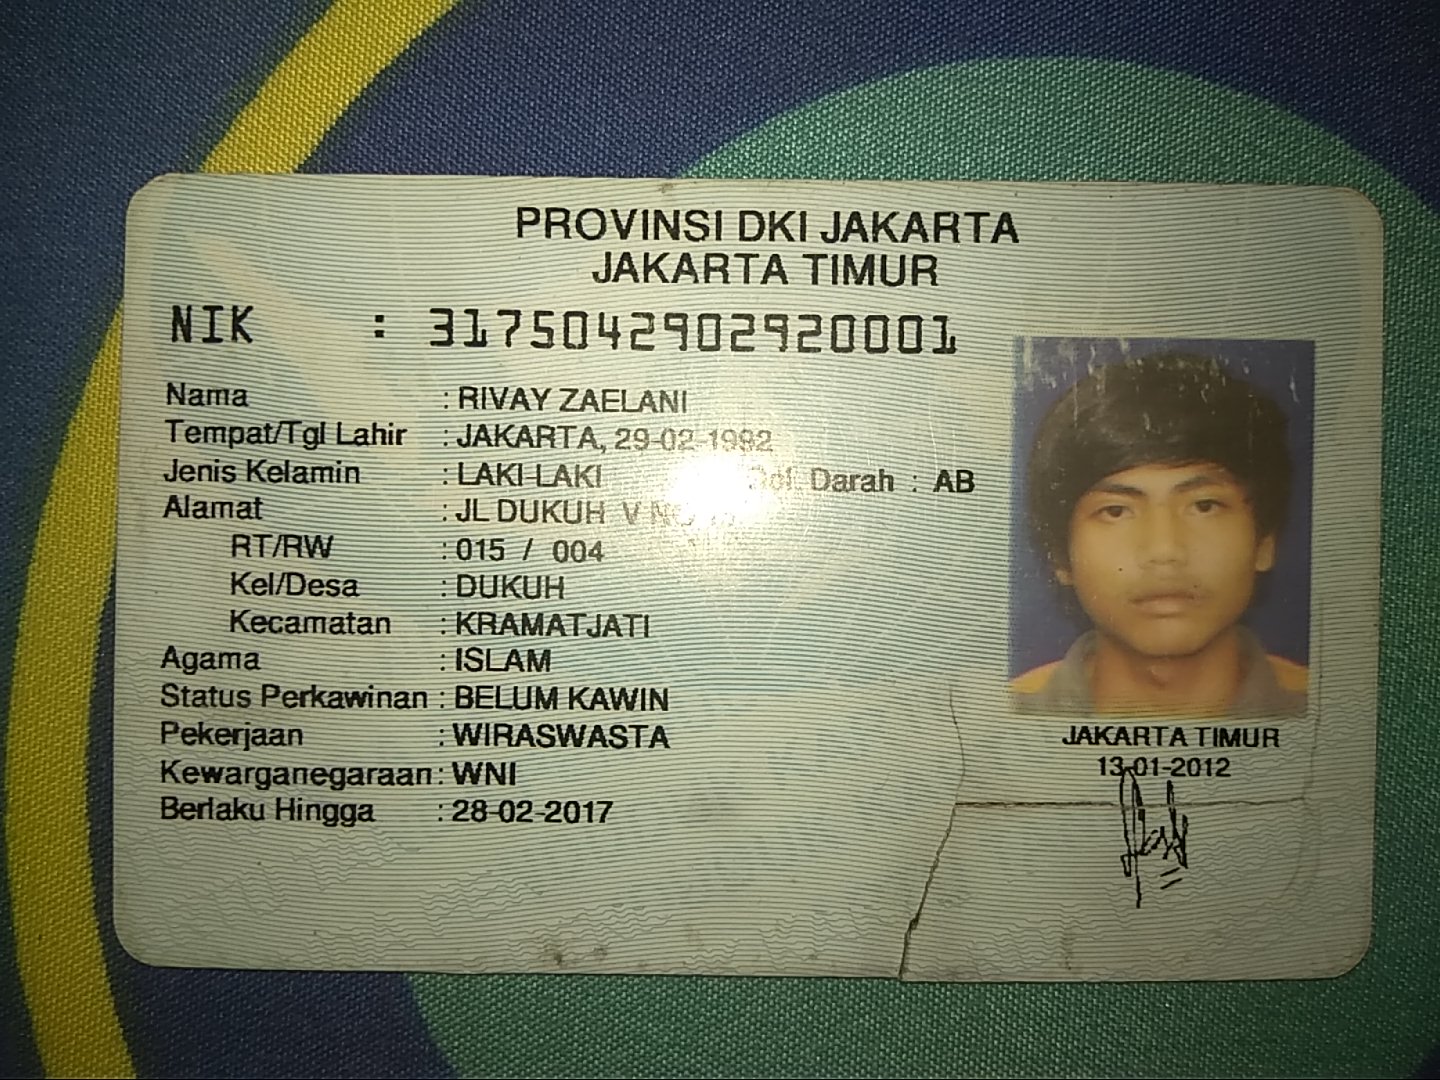 PROVINSI DKI JAKARTA
JAKARTA TIMUR
NIK : 3175042902920001
Nama : RIVAY ZAELANI
Tempat/Tgl Lahir : JAKARTA, 29-02-1992
Jenis Kelamin : LAKI-LAKI Gol. Darah : AB
Alamat : JL DUKUH V
RT/RW : 015 / 004
Kel/Desa : DUKUH
Kecamatan : KRAMATJATI
Agama : ISLAM
Status Perkawinan : BELUM KAWIN
Pekerjaan : WIRASWASTA
Kewarganegaraan : WNI
Berlaku Hingga : 28-02-2017
JAKARTA TIMUR
13-01-2012